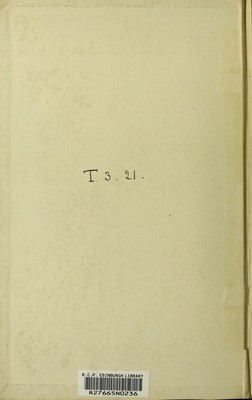 I. 3. 21.
R.C.P. EDINBURGH LIBRARY
R27665N0236